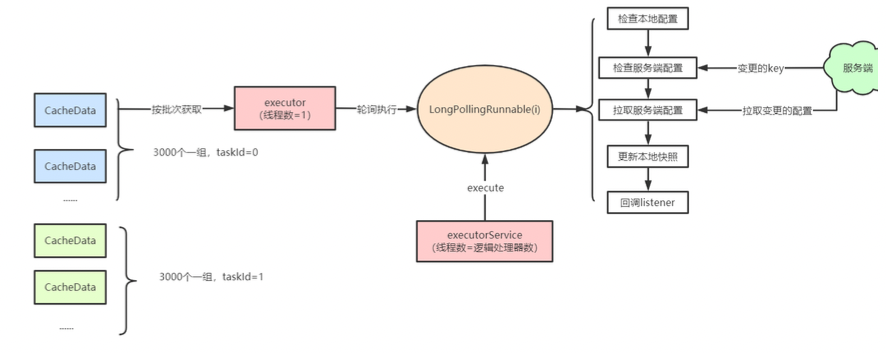 CacheData
CacheData
......
3000个一组，taskId=0
CacheData
CacheData
......
3000个一组，taskId=1
按批次获取
executor
（线程数=1）
轮词执行
LongPollingRunnable(i)
execute
executorService
（线程数=逻辑处理器数）
检查本地配置
检查服务端配置
拉取服务端配置
更新本地快照
回调listener
变更的key
拉取变更的配置
服务端